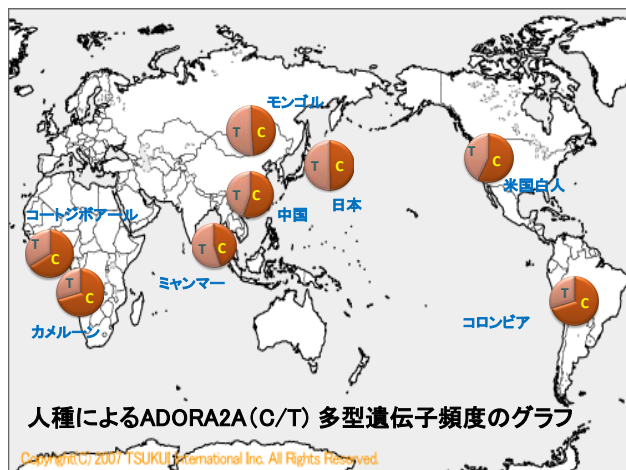 モンゴル
T C
T C
日本
T C
米国白人
T C
中国
コートジボアール
T C
T C
ミャンマー
T C
カメルーン
T C
コロンビア
人種によるADORA2A(C/T) 多型遺伝子頻度のグラフ
Copyright(C) 2007 TSUKUI International Inc. All Rights Reserved.